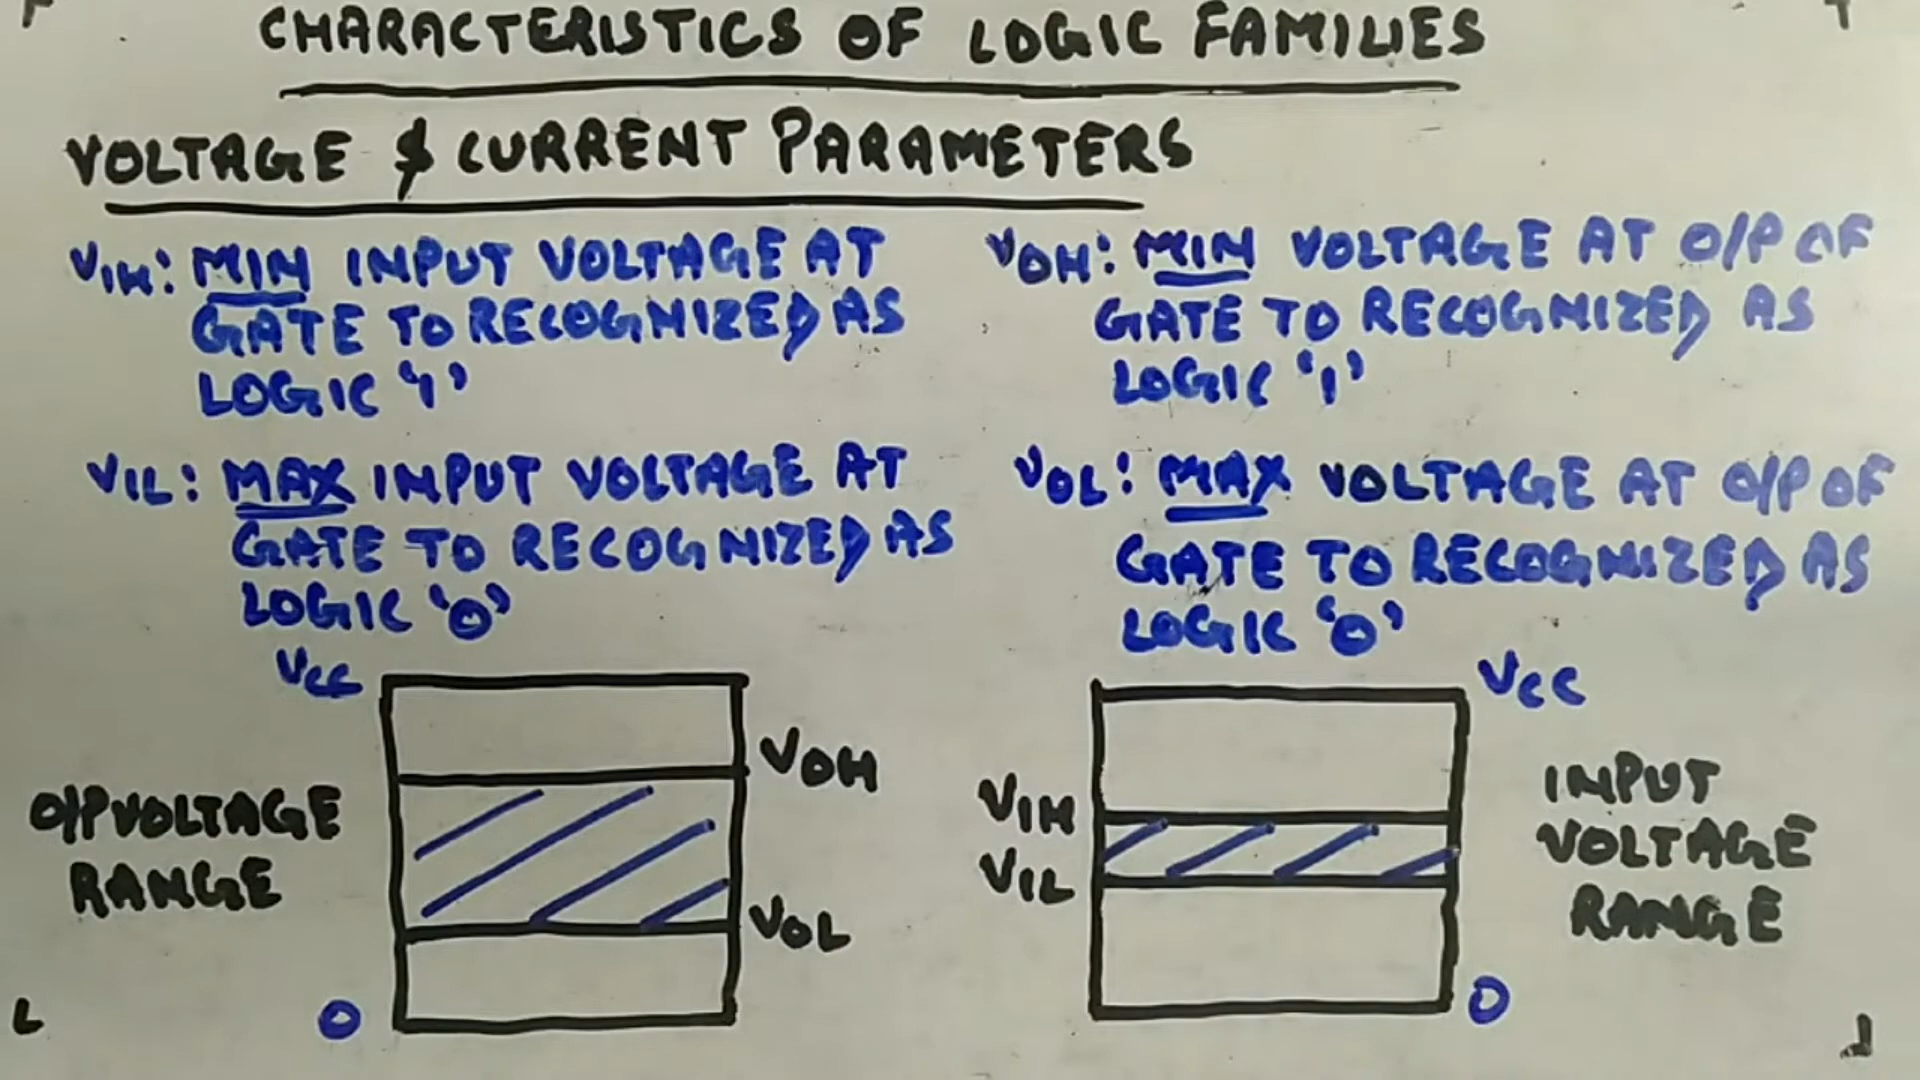 CHARACTERISTICS OF LOGIC FAMILIES
VOLTAGE & CURRENT PARAMETERS
VIH: MIN INPUT VOLTAGE AT
GATE TO RECOGNIZED AS
LOGIC '1'
VIL: MAX INPUT VOLTAGE AT
GATE TO RECOGNIZED AS
LOGIC '0'
VOH: MIN VOLTAGE AT O/P OF
GATE TO RECOGNIZED AS
LOGIC '1'
VOL: MAX VOLTAGE AT O/P OF
GATE TO RECOGNIZED AS
LOGIC '0'
VCC
VOH
O/P VOLTAGE
RANGE
VOL
0
VCC
VIH
VIL
INPUT
VOLTAGE
RANGE
0